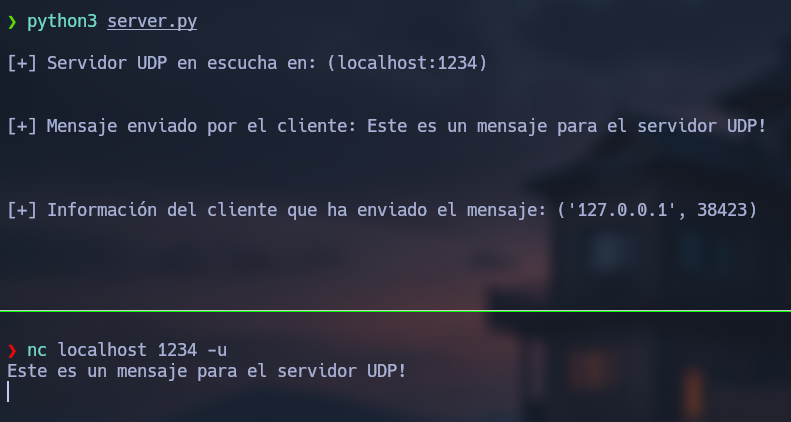 ❯ python3 server.py
[+] Servidor UDP en escucha en: (localhost:1234)
[+] Mensaje enviado por el cliente: Este es un mensaje para el servidor UDP!
[+] Información del cliente que ha enviado el mensaje: ('127.0.0.1', 38423)
❯ nc localhost 1234 -u
Este es un mensaje para el servidor UDP!